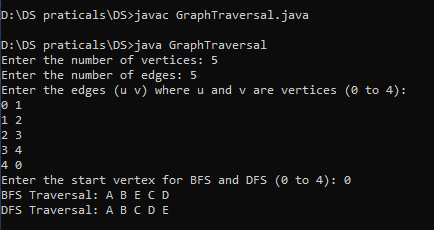 D:\DS praticals\DS>javac GraphTraversal.java
D:\DS praticals\DS>java GraphTraversal
Enter the number of vertices: 5
Enter the number of edges: 5
Enter the edges (u v) where u and v are vertices (0 to 4):
0 1
1 2
2 3
3 4
4 0
Enter the start vertex for BFS and DFS (0 to 4): 0
BFS Traversal: A B E C D
DFS Traversal: A B C D E